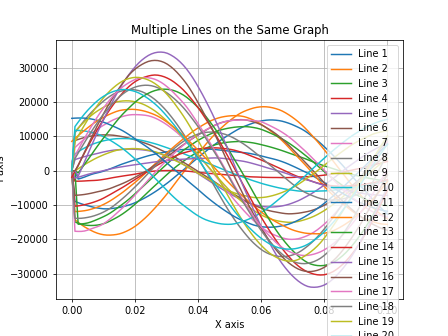 Multiple Lines on the Same Graph
30000
20000
10000
0
−10000
−20000
−30000
0.00
0.02
0.04
0.06
0.08
X axis
Line 1
Line 2
Line 3
Line 4
Line 5
Line 6
Line 7
Line 8
Line 9
Line 10
Line 11
Line 12
Line 13
Line 14
Line 15
Line 16
Line 17
Line 18
Line 19
Line 20